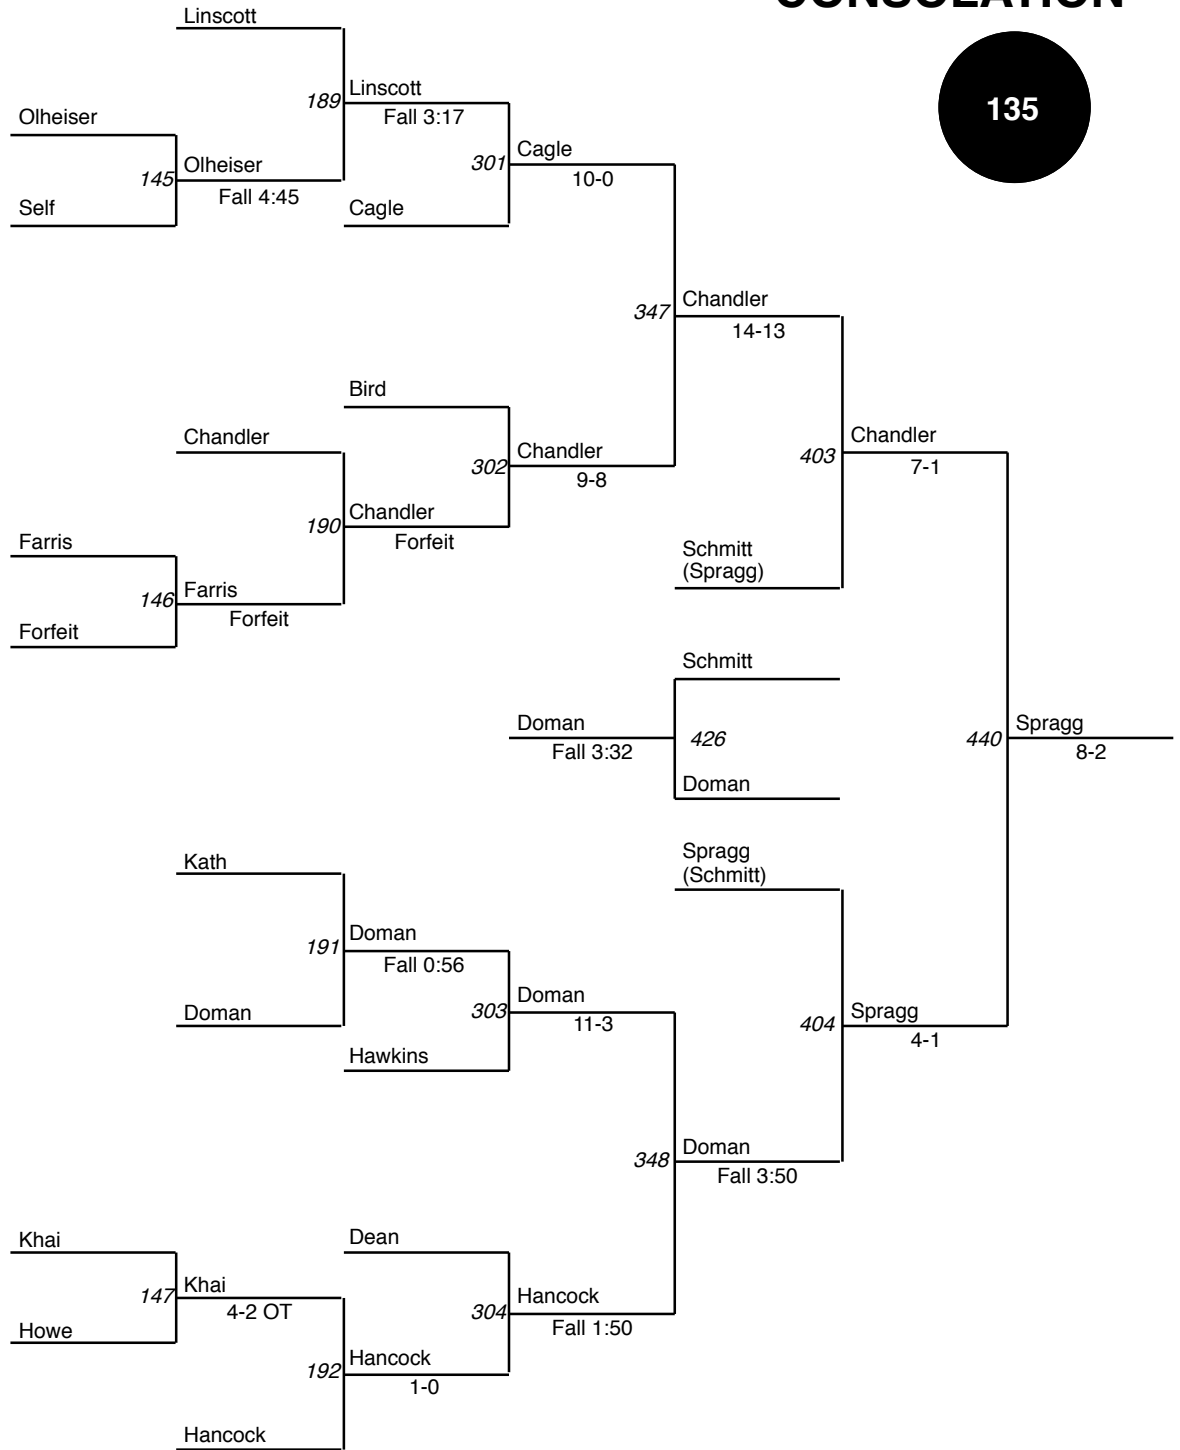 CONSOLATION
135
Linscott
189
Linscott
Fall 3:17
Olheiser
145
Olheiser
Fall 4:45
Self
301
Cagle
10-0
Cagle
347
Chandler
14-13
Bird
Chandler
302
Chandler
9-8
403
Chandler
7-1
190
Chandler
Forfeit
Farris
146
Farris
Forfeit
Forfeit
Schmitt
(Spragg)
Schmitt
Doman
Fall 3:32
426
Doman
440
Spragg
8-2
Spragg
(Schmitt)
Kath
191
Doman
Fall 0:56
Doman
303
Doman
11-3
Hawkins
404
Spragg
4-1
348
Doman
Fall 3:50
Khai
147
Khai
4-2 OT
Howe
Dean
304
Hancock
Fall 1:50
192
Hancock
1-0
Hancock